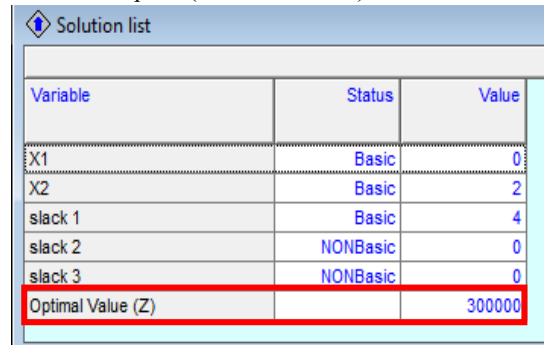 Solution list
Variable Status Value
X1 Basic 0
X2 Basic 2
slack 1 Basic 4
slack 2 NONBasic 0
slack 3 NONBasic 0
Optimal Value (Z) 300000